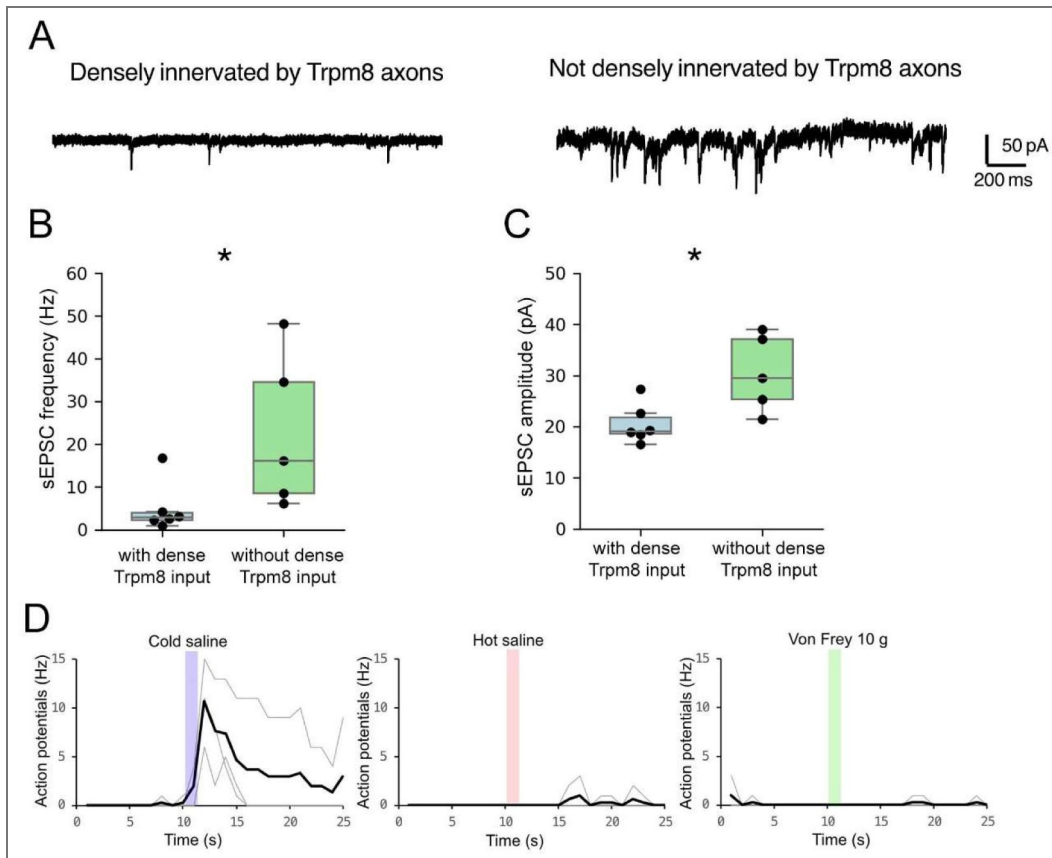 A
Densely innervated by Trpm8 axons
Not densely innervated by Trpm8 axons
50 pA
200 ms
B
*
sEPSC frequency (Hz)
60
50
40
30
20
10
0
with dense
Trpm8 input
without dense
Trpm8 input
C
*
sEPSC amplitude (pA)
50
40
30
20
10
0
with dense
Trpm8 input
without dense
Trpm8 input
D
Cold saline
Action potentials (Hz)
15
10
5
0
0 5 10 15 20 25
Time (s)
Hot saline
Action potentials (Hz)
15
10
5
0
0 5 10 15 20 25
Time (s)
Von Frey 10 g
Action potentials (Hz)
15
10
5
0
0 5 10 15 20 25
Time (s)